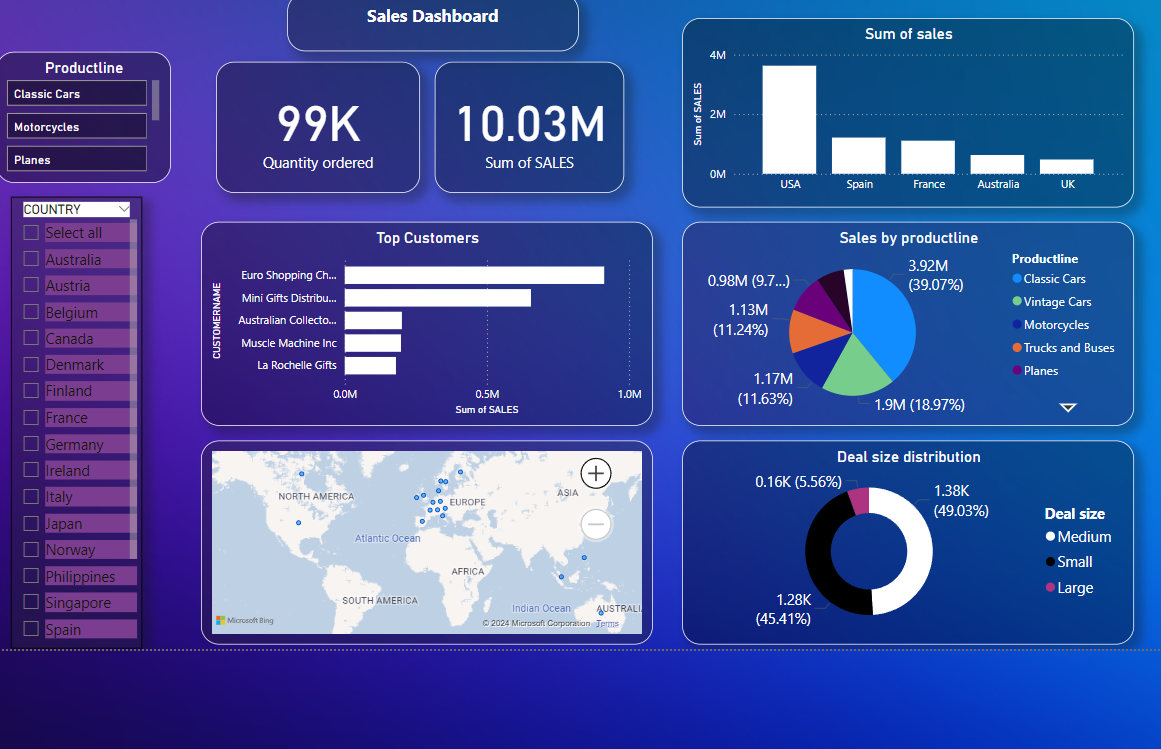 Sales Dashboard
Productline
Classic Cars
Motorcycles
Planes
COUNTRY
Select all
Australia
Austria
Belgium
Canada
Denmark
Finland
France
Germany
Ireland
Italy
Japan
Norway
Philippines
Singapore
Spain
99K
Quantity ordered
10.03M
Sum of SALES
Sum of sales
Sum of SALES
4M
2M
0M
USA
Spain
France
Australia
UK
Top Customers
CUSTOMERNAME
Euro Shopping Ch...
Mini Gifts Distribu...
Australian Collecto...
Muscle Machine Inc
La Rochelle Gifts
0.0M
0.5M
1.0M
Sum of SALES
Sales by productline
3.92M
(39.07%)
0.98M (9.7...)
1.13M
(11.24%)
1.17M
(11.63%)
1.9M (18.97%)
Productline
Classic Cars
Vintage Cars
Motorcycles
Trucks and Buses
Planes
NORTH AMERICA
EUROPE
ASIA
Atlantic Ocean
AFRICA
SOUTH AMERICA
Indian Ocean
AUSTRALI
Microsoft Bing
© 2024 Microsoft Corporation Terms
Deal size distribution
0.16K (5.56%)
1.38K
(49.03%)
1.28K
(45.41%)
Deal size
Medium
Small
Large